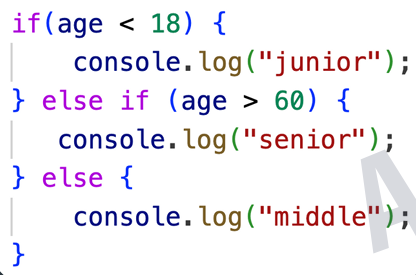 if(age < 18) {
    console.log("junior");
} else if (age > 60) {
   console.log("senior");
} else {
    console.log("middle");
}